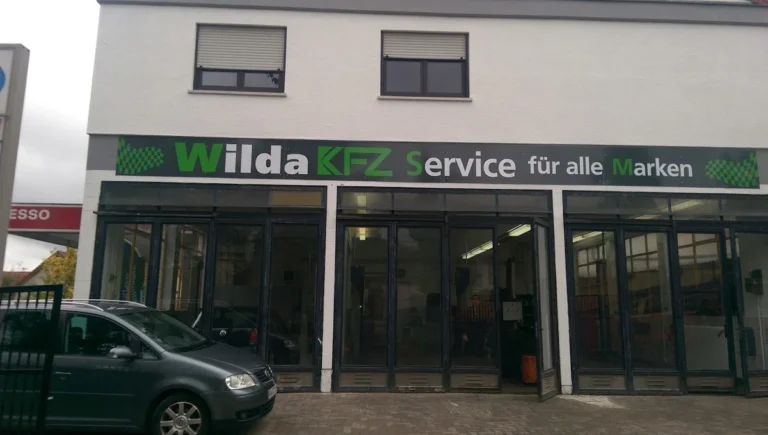 Wilda KFZ Service für alle Marken
ESSO